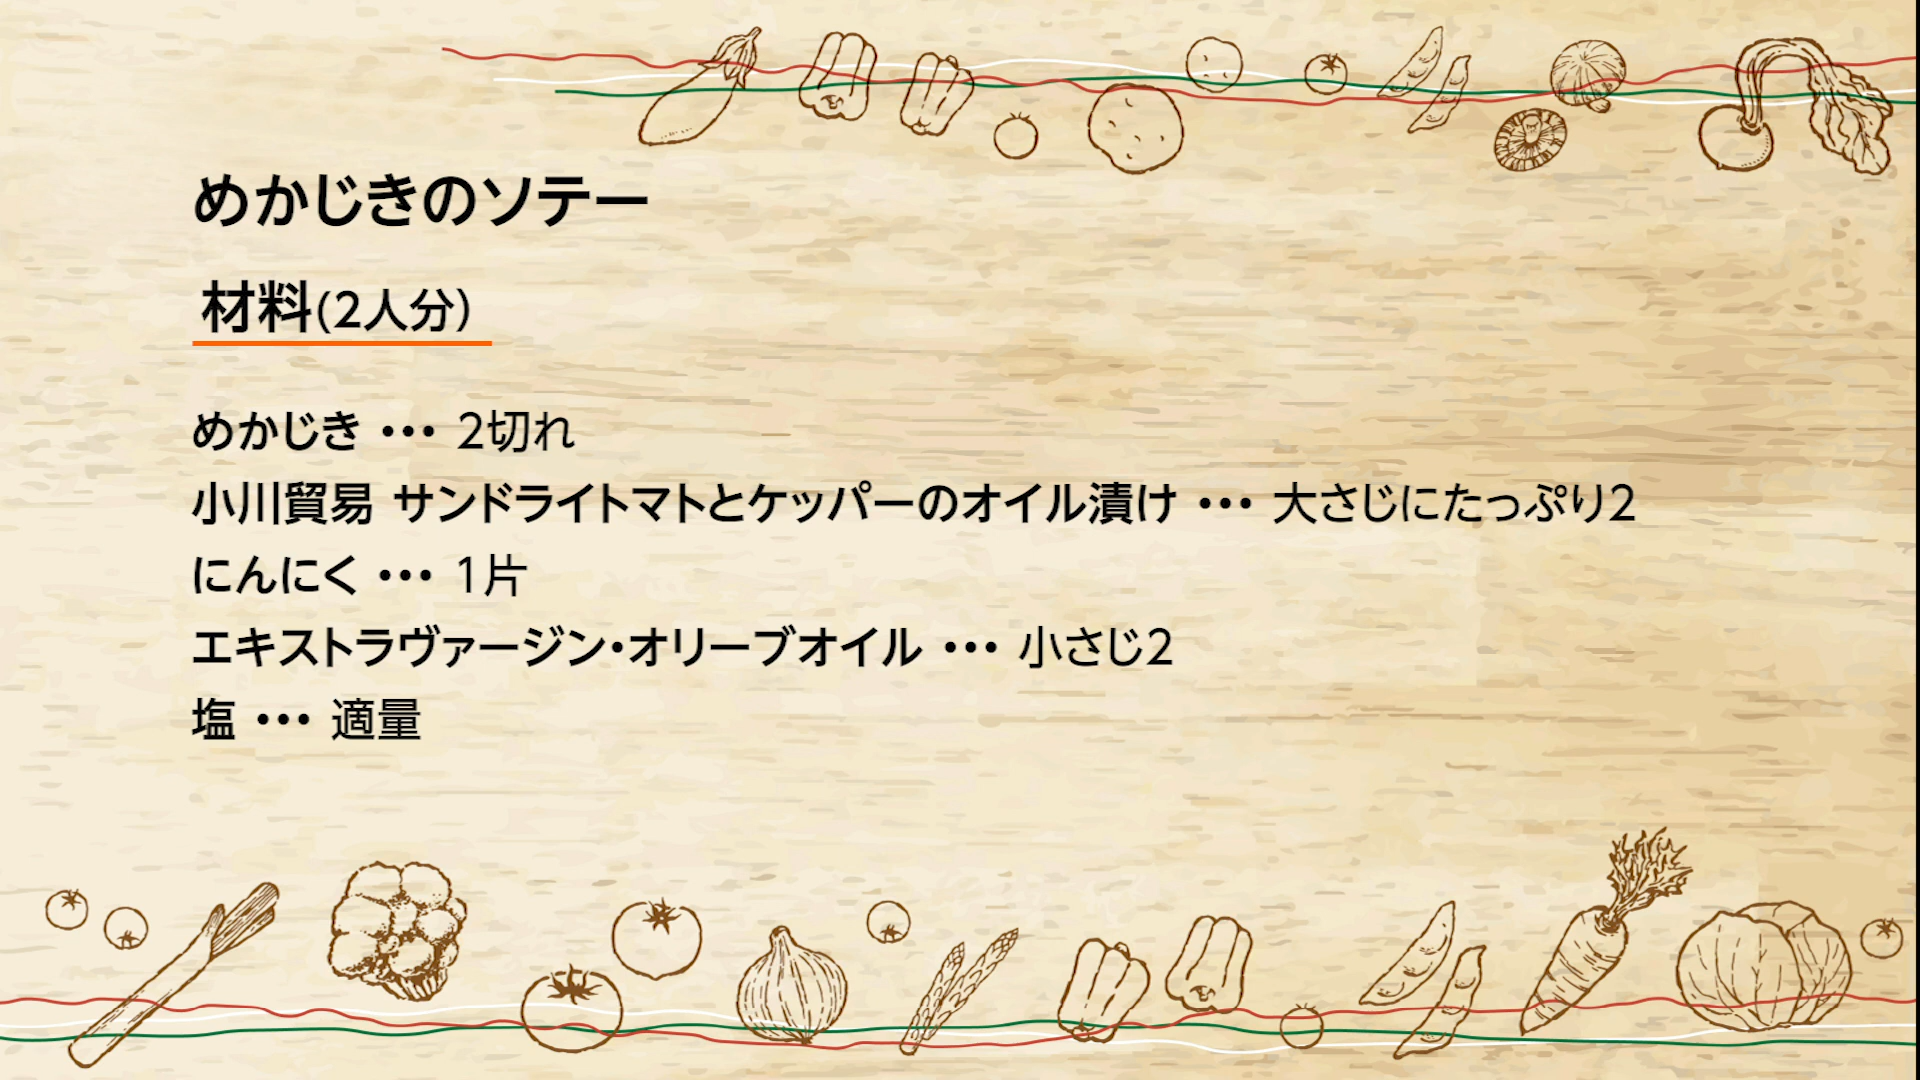 めかじきのソテー
材料(2人分)
めかじき ・・・ 2切れ
小川貿易 サンドライトマトとケッパーのオイル漬け ・・・ 大さじにたっぷり2
にんにく ・・・ 1片
エキストラヴァージン・オリーブオイル ・・・ 小さじ2
塩 ・・・ 適量